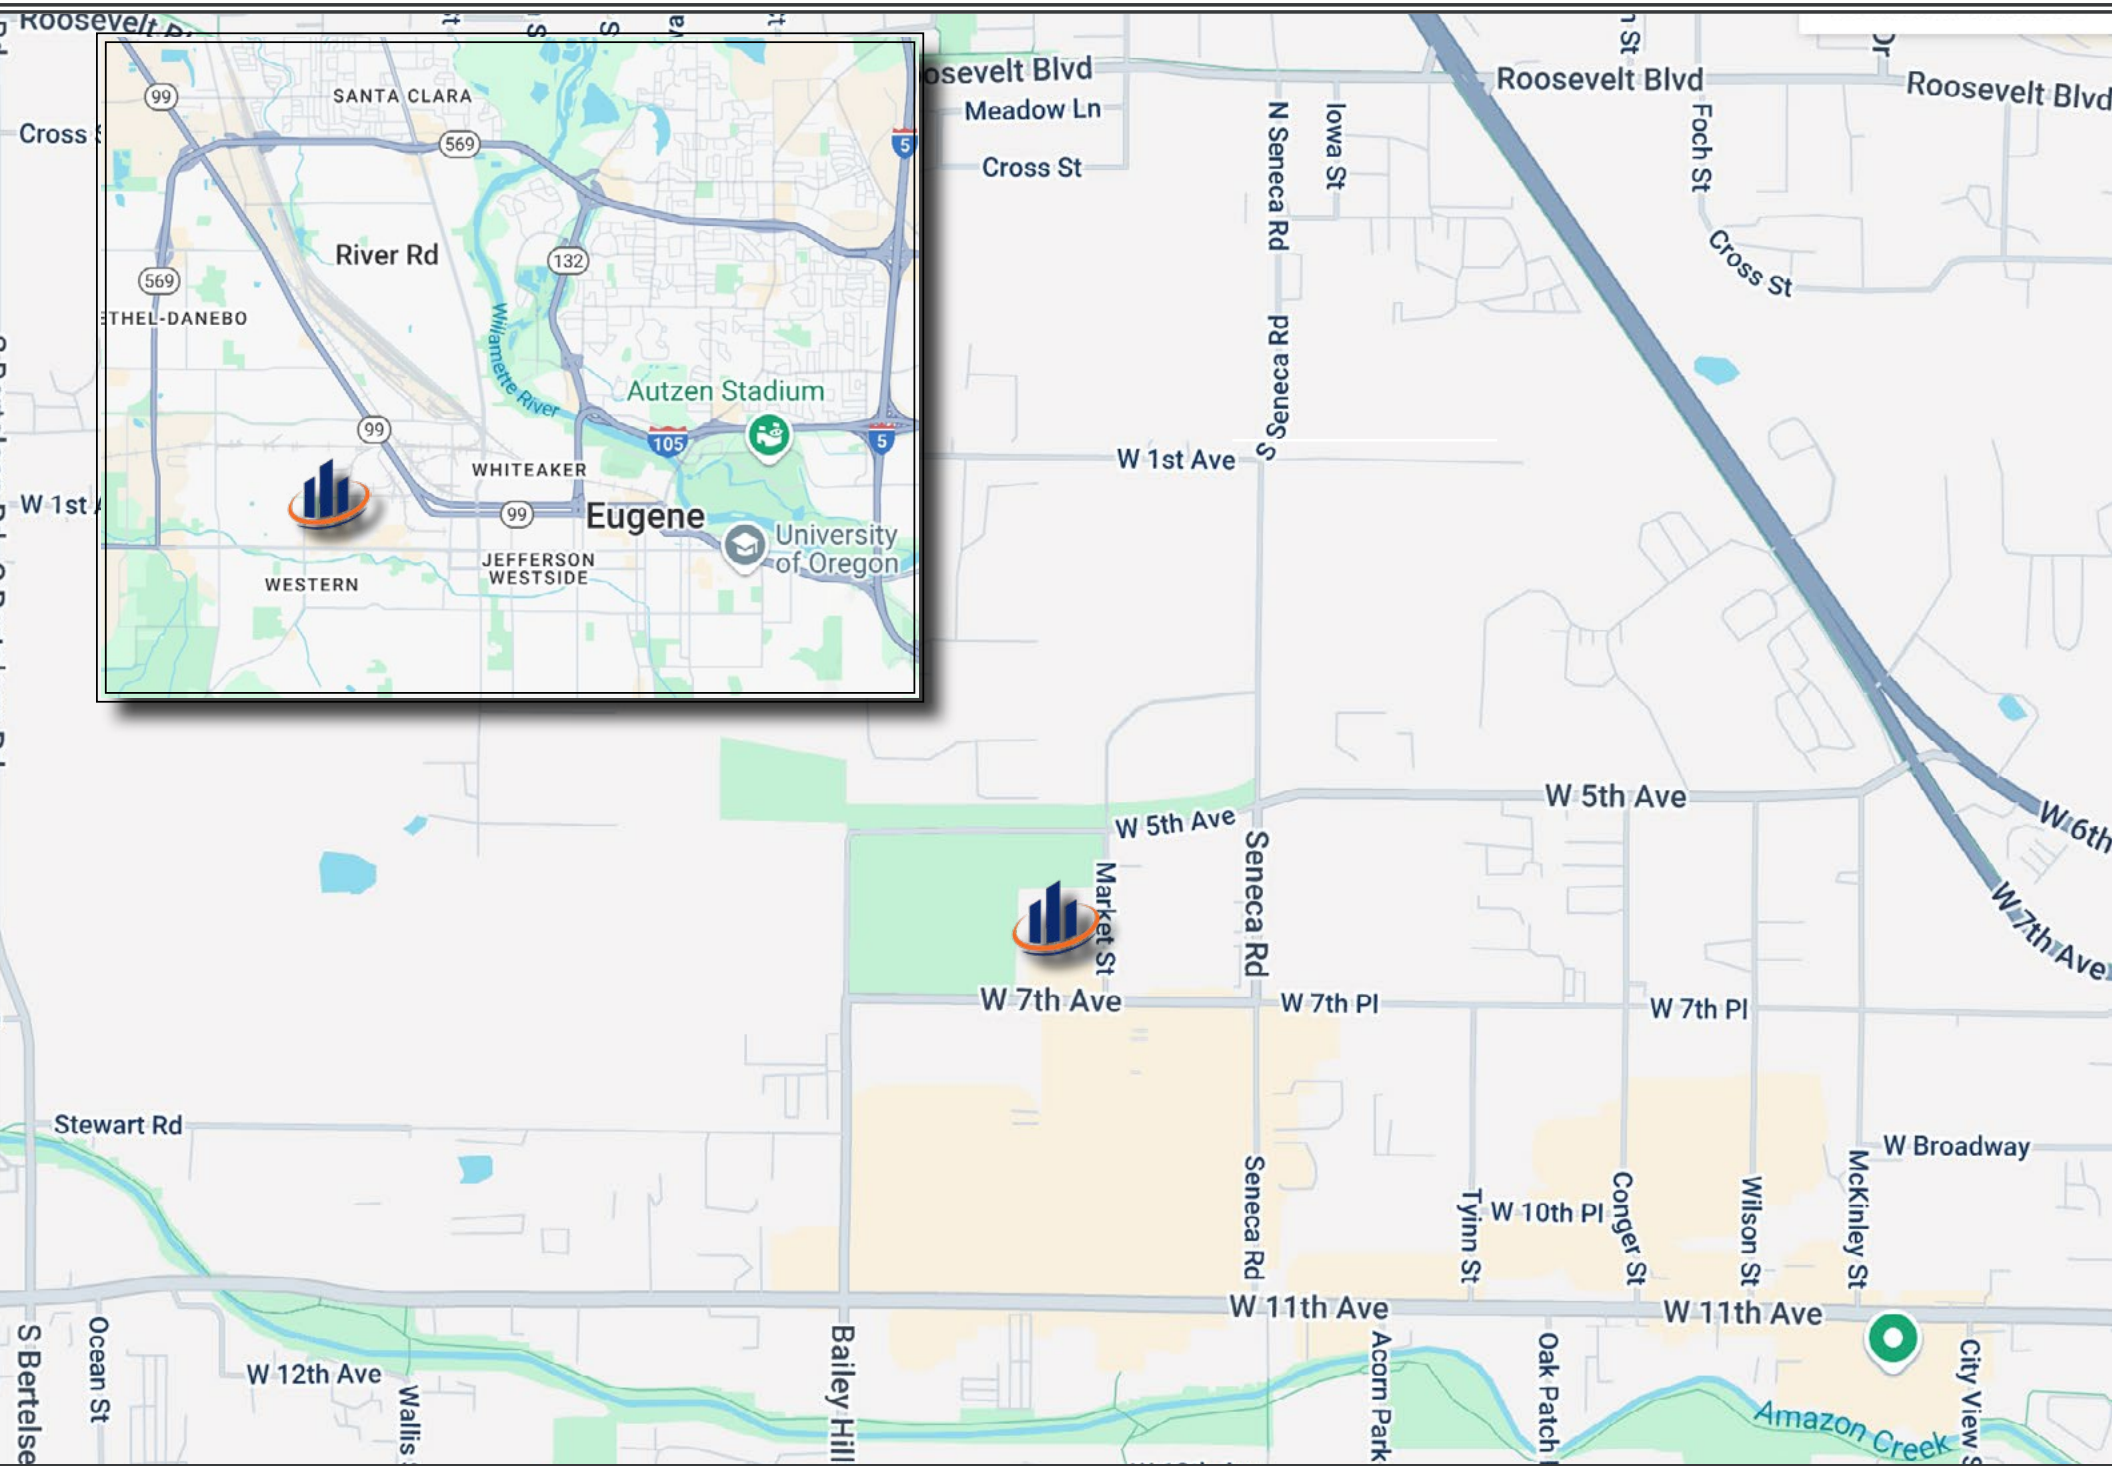 Roosevelt
Cross
W 1st
Roosevelt Blvd
Roosevelt Blvd
Meadow Ln
Cross St
N Seneca Rd
Iowa St
Foch St
Cross St
S Seneca Rd
W 1st Ave
99
SANTA CLARA
569
5
River Rd
132
569
Willamette River
Autzen Stadium
99
105
5
WHITEAKER
99
Eugene
University
of Oregon
JEFFERSON
WESTSIDE
WESTERN
W 5th Ave
W 5th Ave
W 6th
W 7th Ave
Market St
Seneca Rd
W 7th Ave
W 7th Pl
W 7th Pl
Stewart Rd
W Broadway
Seneca Rd
Tyinn St
W 10th Pl
Conger St
Wilson St
McKinley St
W 11th Ave
W 11th Ave
S Bertelse
Ocean St
W 12th Ave
Wallis
Bailey Hill
Acorn Park
Oak Patch
Amazon Creek
City View S